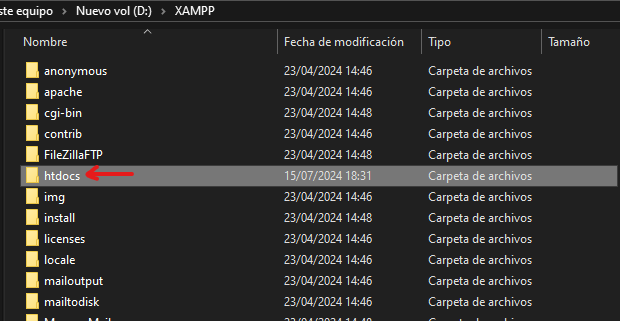 ste equipo > Nuevo vol (D:) > XAMPP
Nombre Fecha de modificación Tipo Tamaño
anonymous 23/04/2024 14:46 Carpeta de archivos
apache 23/04/2024 14:46 Carpeta de archivos
cgi-bin 23/04/2024 14:48 Carpeta de archivos
contrib 23/04/2024 14:46 Carpeta de archivos
FileZillaFTP 23/04/2024 14:48 Carpeta de archivos
htdocs 15/07/2024 18:31 Carpeta de archivos
img 23/04/2024 14:46 Carpeta de archivos
install 23/04/2024 14:48 Carpeta de archivos
licenses 23/04/2024 14:46 Carpeta de archivos
locale 23/04/2024 14:46 Carpeta de archivos
mailoutput 23/04/2024 14:46 Carpeta de archivos
mailtodisk 23/04/2024 14:46 Carpeta de archivos